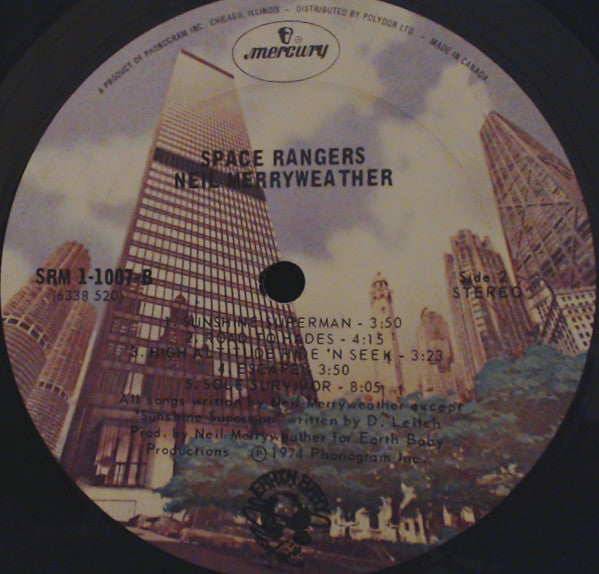 A PRODUCT OF PHONOGRAM INC. CHICAGO, ILLINOIS - DISTRIBUTED BY POLYDOR LTD - MADE IN CANADA
mercury
SPACE RANGERS
NEIL MERRYWEATHER
SRM 1-1007-B
(6338 520)
Side 2
STEREO
1. SUNSHINE SUPERMAN - 3:50
2. ROAD TO HADES - 4:15
3. HIGH ALTITUDE HIDE 'N SEEK - 3:23
4. ESCAPE - 3:50
5. SOLE SURVIVOR - 8:05
All songs written by Neil Merryweather except
"Sunshine Superman" written by D. Leitch
Prod. by Neil Merryweather for Earth Baby
Productions ℗ 1974 Phonogram Inc.
EARTH BABY